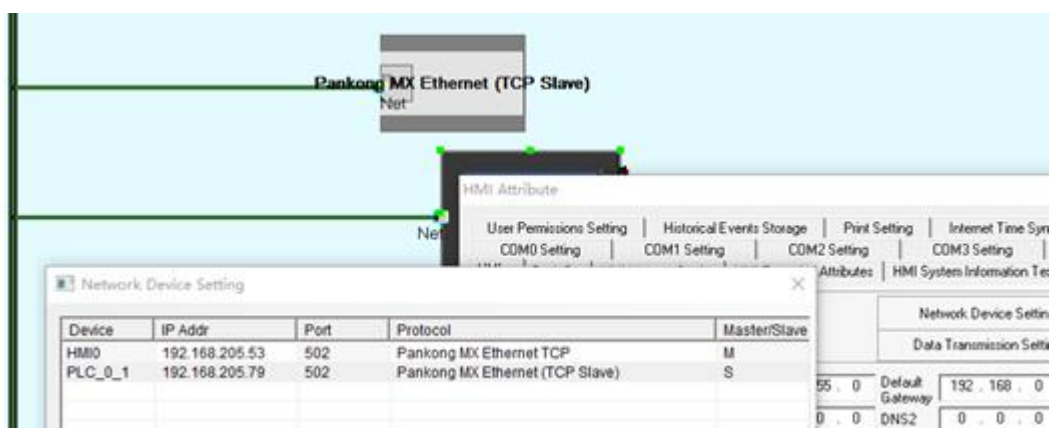 Pankong MX Ethernet (TCP Slave)
Net
HMI Attribute
User Permissions Setting Historical Events Storage Print Setting Internet Time Syn
COM0 Setting COM1 Setting COM2 Setting COM3 Setting
Net
Attributes HMI System Information Tex
Network Device Setting
Network Device Settin
Device IP Addr Port Protocol Master/Slave
Data Transmission Setti
HMI0 192.168.205.53 502 Pankong MX Ethernet TCP M
PLC_0_1 192.168.205.79 502 Pankong MX Ethernet (TCP Slave) S
55 . 0 Default Gateway 192 . 168 . 0
0 . 0 DNS2 0 . 0 . 0